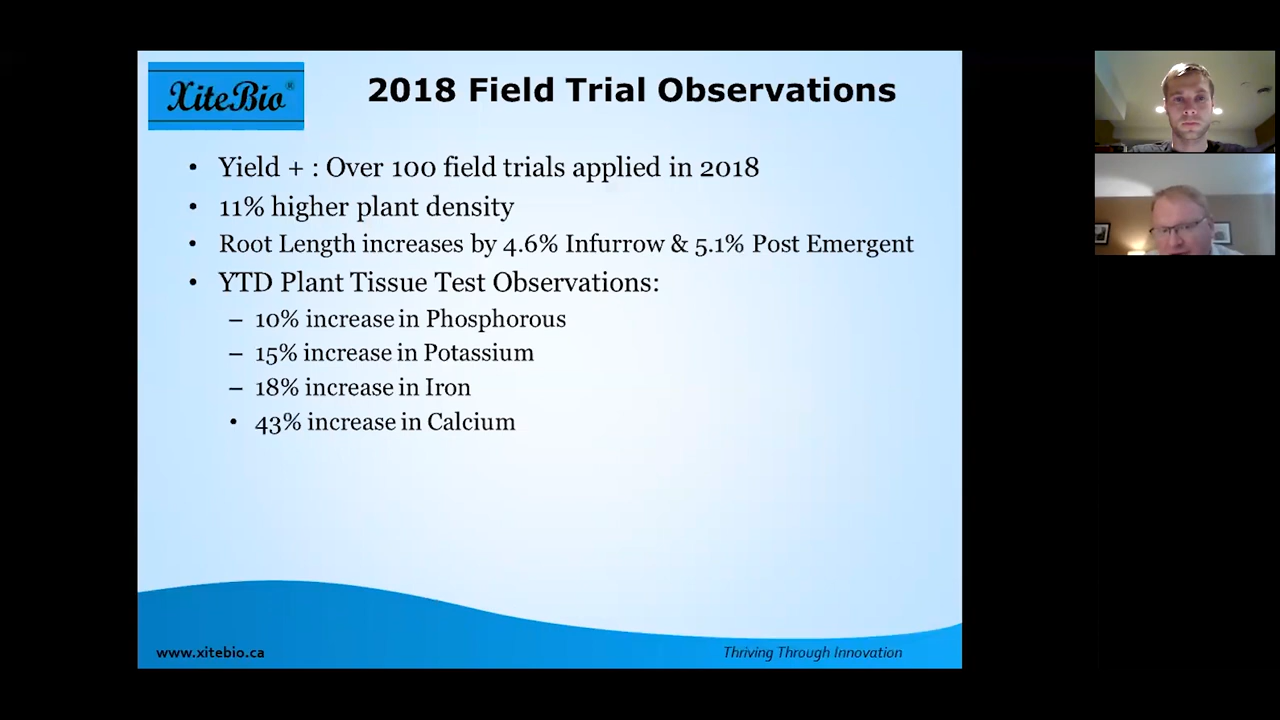 XiteBio®
2018 Field Trial Observations
• Yield + : Over 100 field trials applied in 2018
• 11% higher plant density
• Root Length increases by 4.6% Infurrow & 5.1% Post Emergent
• YTD Plant Tissue Test Observations:
– 10% increase in Phosphorous
– 15% increase in Potassium
– 18% increase in Iron
• 43% increase in Calcium
www.xitebio.ca
Thriving Through Innovation